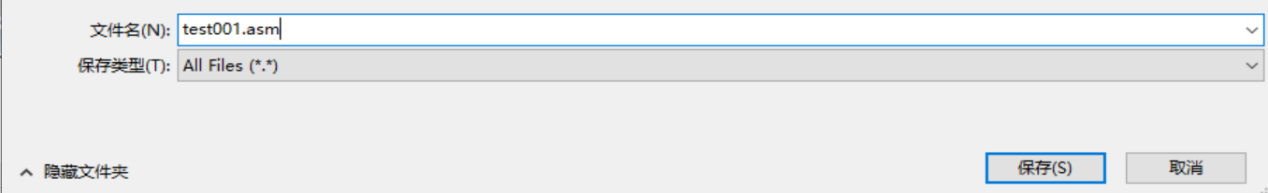 文件名(N): test001.asm
保存类型(T): All Files (*.*)
隐藏文件夹 保存(S) 取消